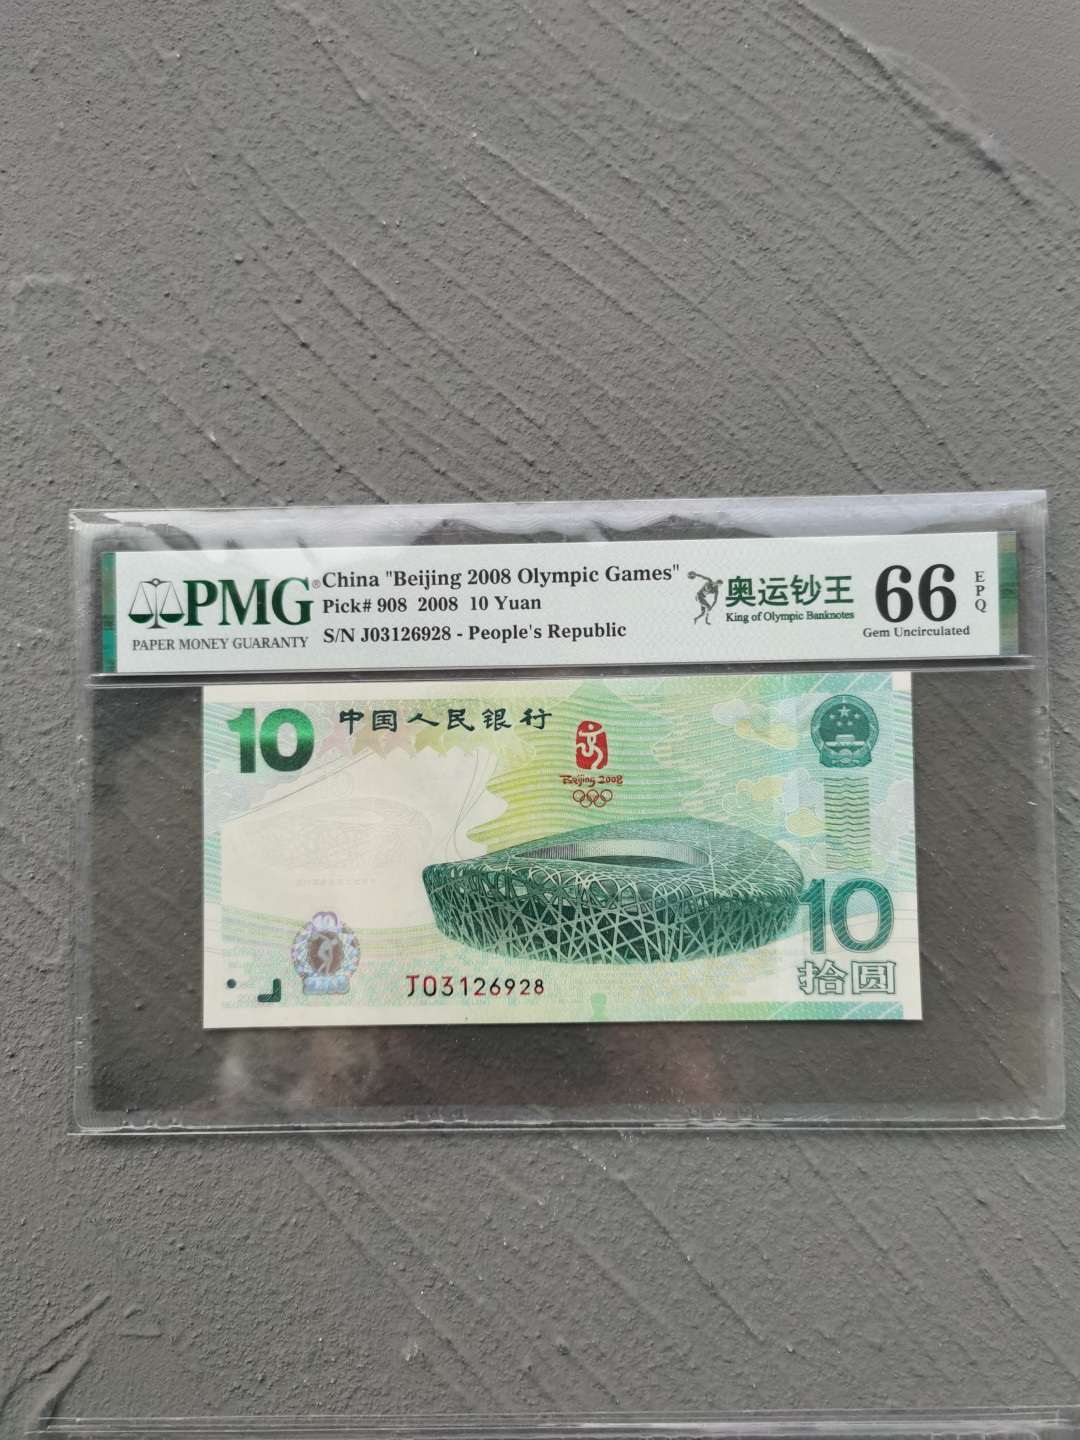 PMG®
PAPER MONEY GUARANTY
China "Beijing 2008 Olympic Games"
Pick# 908 2008 10 Yuan
S/N J03126928 - People's Republic
奥运钞王
King of Olympic Banknotes
66
EPQ
Gem Uncirculated
10
中国人民银行
Beijing 2008
10
拾圆
J03126928